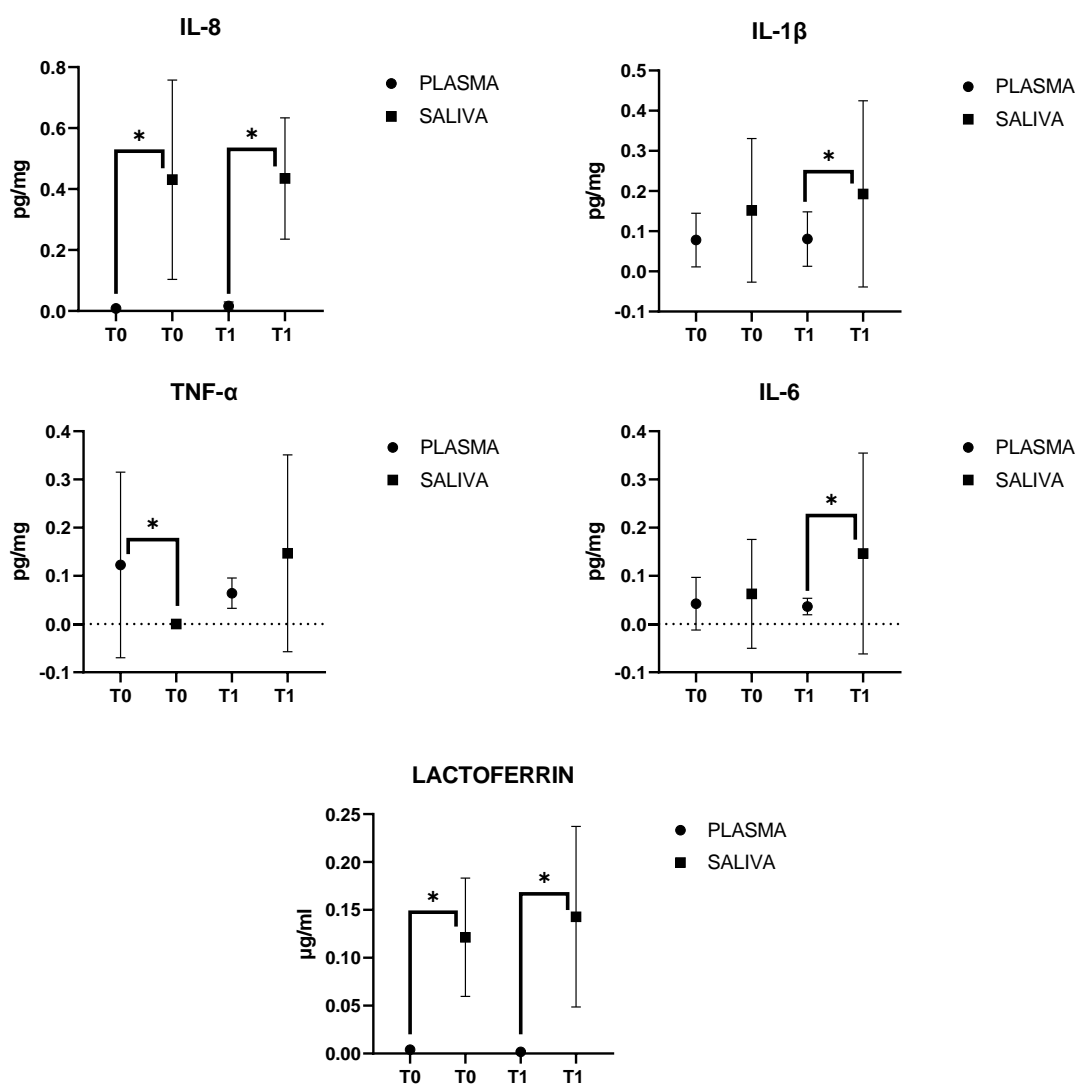 IL-8
0.8
0.6
0.4
0.2
0.0
pg/mg
*
*
T0 T0 T1 T1
PLASMA
SALIVA
IL-1β
0.5
0.4
0.3
0.2
0.1
0.0
-0.1
pg/mg
*
T0 T0 T1 T1
PLASMA
SALIVA
TNF-α
0.4
0.3
0.2
0.1
0.0
-0.1
pg/mg
*
T0 T0 T1 T1
PLASMA
SALIVA
IL-6
0.4
0.3
0.2
0.1
0.0
-0.1
pg/mg
*
T0 T0 T1 T1
PLASMA
SALIVA
LACTOFERRIN
0.25
0.20
0.15
0.10
0.05
0.00
µg/ml
*
*
T0 T0 T1 T1
PLASMA
SALIVA